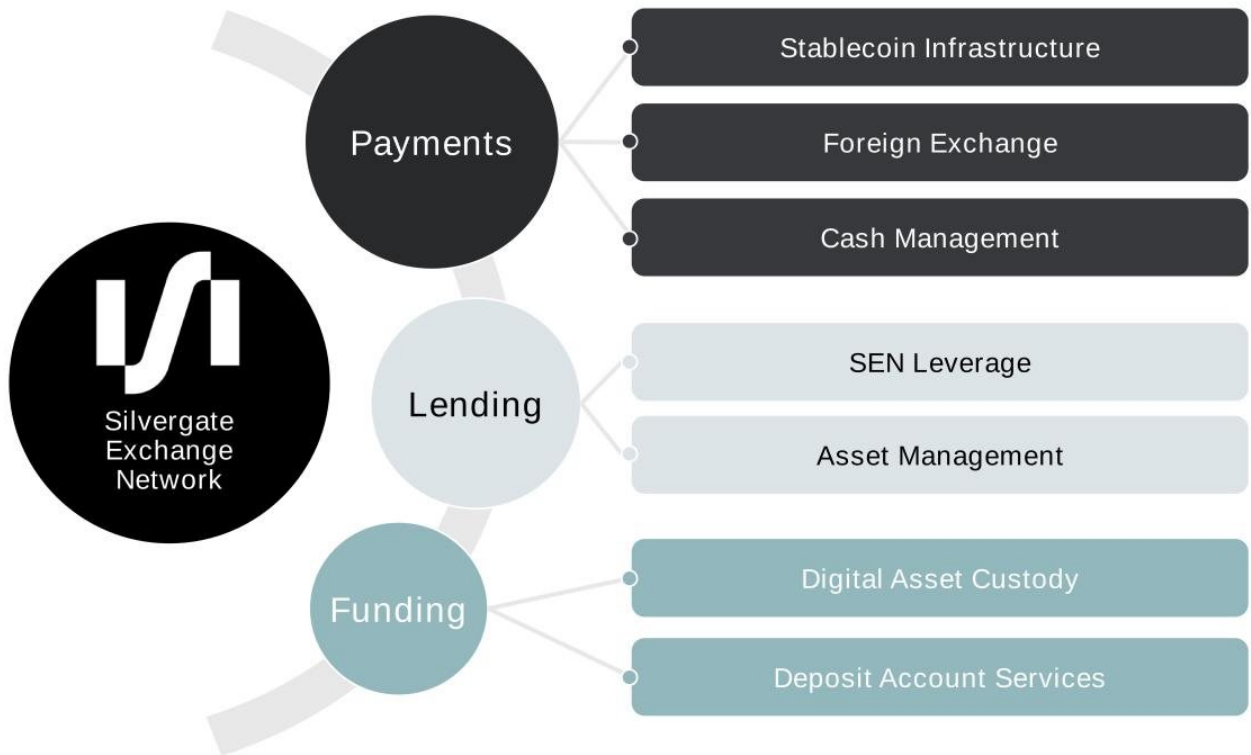 Payments
Stablecoin Infrastructure
Foreign Exchange
Cash Management
Silvergate
Exchange
Network
Lending
SEN Leverage
Asset Management
Funding
Digital Asset Custody
Deposit Account Services